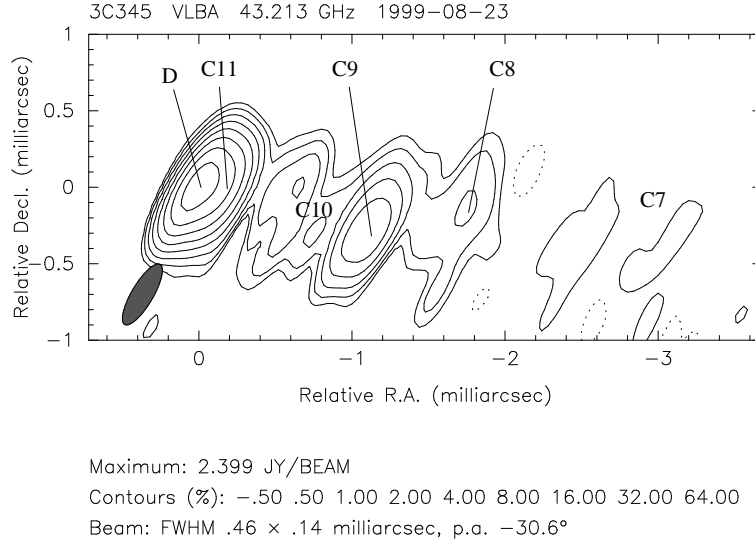 3C345 VLBA 43.213 GHz 1999-08-23
1
D C11 C9 C8
0.5
0
C10 C7
−0.5
−1
0 −1 −2 −3
Relative Decl. (milliarcsec)
Relative R.A. (milliarcsec)
Maximum: 2.399 JY/BEAM
Contours (%): −.50 .50 1.00 2.00 4.00 8.00 16.00 32.00 64.00
Beam: FWHM .46 × .14 milliarcsec, p.a. −30.6°